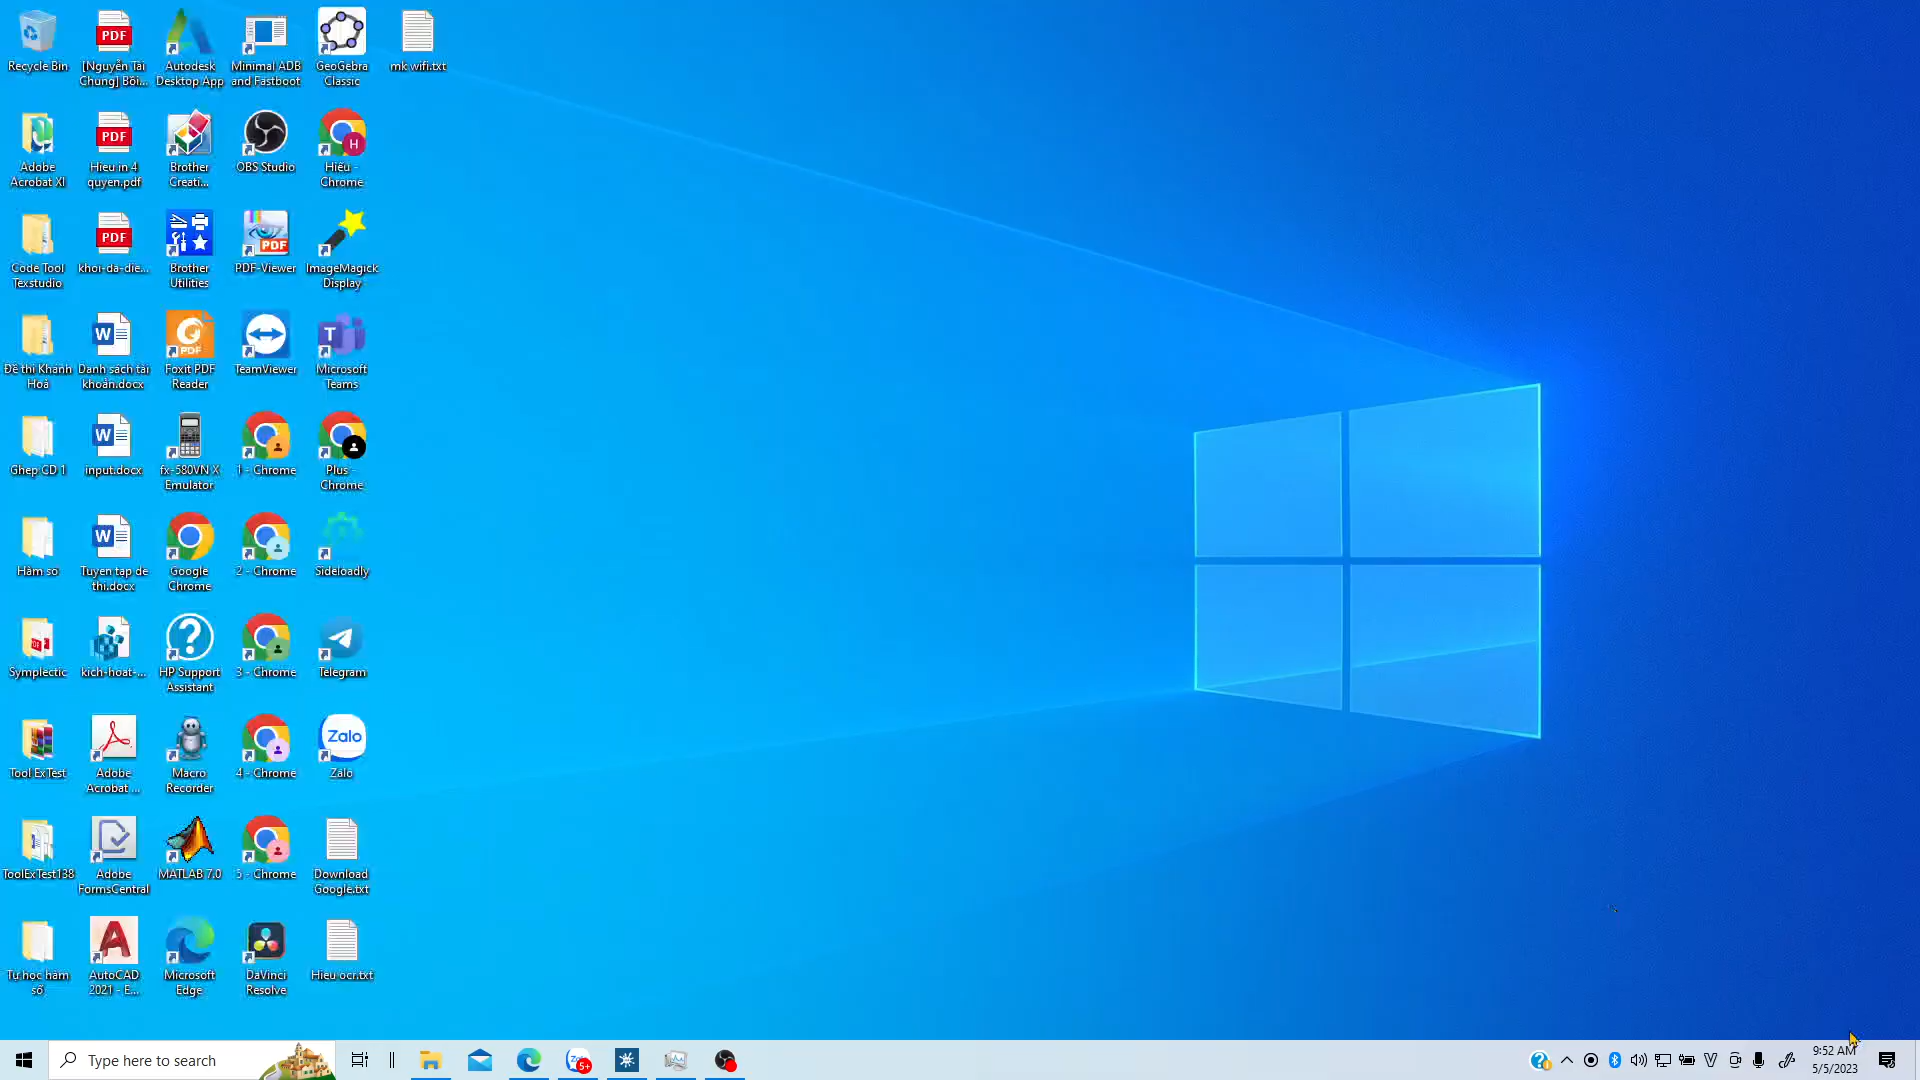 Recycle Bin
[Nguyễn Tài
Chung] Bồi...
Autodesk
Desktop App
Minimal ADB
and Fastboot
GeoGebra
Classic
mk wifi.txt
Adobe
Acrobat XI
PDF
Hieu in 4
quyen.pdf
Brother
Creati...
OBS Studio
H
Hiếu -
Chrome
Code Tool
Texstudio
PDF
khoi-da-die...
Brother
Utilities
PDF
PDF-Viewer
ImageMagick
Display
Đề thi Khánh
Hoà
W
Danh sách tài
khoản.docx
PDF
Foxit PDF
Reader
TeamViewer
T
Microsoft
Teams
Ghep CD 1
W
input.docx
fx-580VN X
Emulator
1 - Chrome
Plus -
Chrome
Hàm số
W
Tuyen tap de
thi.docx
Google
Chrome
2 - Chrome
Sideloadly
Symplectic
kich-hoat-...
?
HP Support
Assistant
3 - Chrome
Telegram
Tool ExTest
Adobe
Acrobat ...
Macro
Recorder
4 - Chrome
Zalo
Zalo
ToolExTest138
Adobe
FormsCentral
MATLAB 7.0
5 - Chrome
Download
Google.txt
Tự học hàm
số
A
AutoCAD
2021 - E...
Microsoft
Edge
DaVinci
Resolve
Hieu ocr.txt
Type here to search
5+
V
9:52 AM
5/5/2023